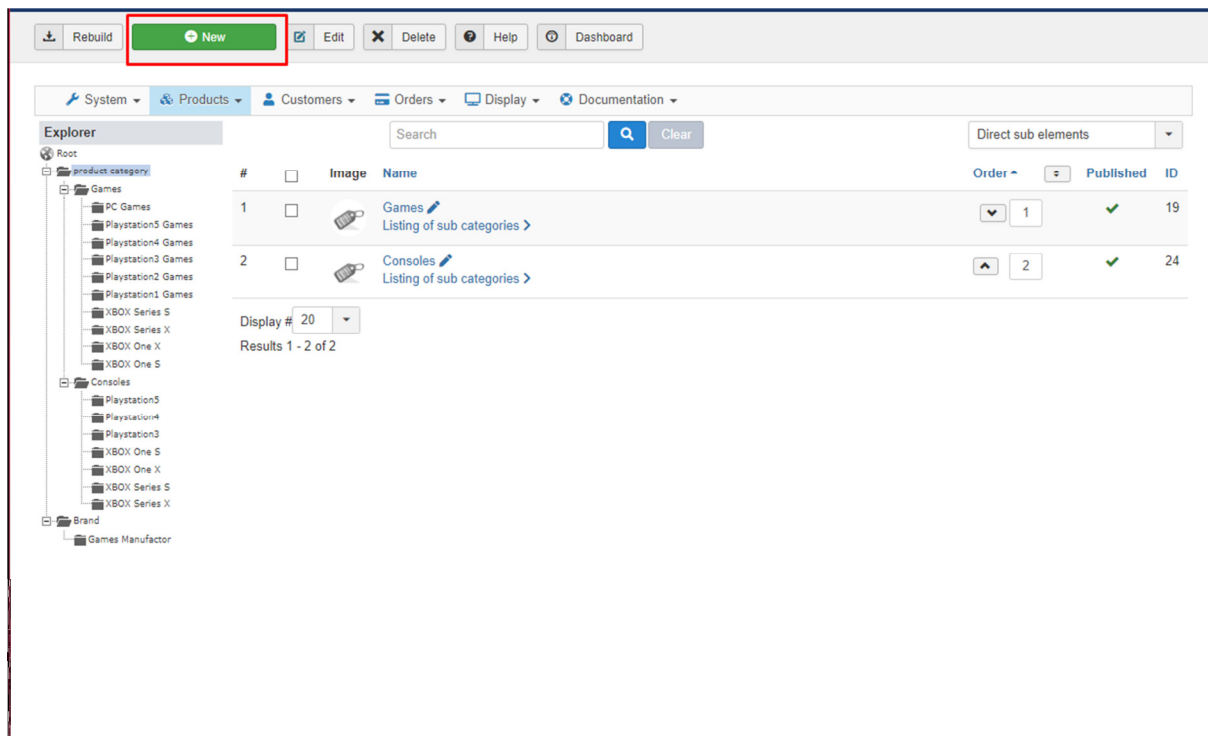 Rebuild New Edit Delete Help Dashboard
System Products Customers Orders Display Documentation
Explorer
Search Clear
Direct sub elements
Root
product category
Games
PC Games
Playstation5 Games
Playstation4 Games
Playstation3 Games
Playstation2 Games
Playstation1 Games
XBOX Series S
XBOX Series X
XBOX One X
XBOX One S
Consoles
Playstation5
Playstation4
Playstation3
XBOX One S
XBOX One X
XBOX Series S
XBOX Series X
Brand
Games Manufactor
# Image Name Order Published ID
1 Games 1 19
Listing of sub categories
2 Consoles 2 24
Listing of sub categories
Display # 20
Results 1 - 2 of 2